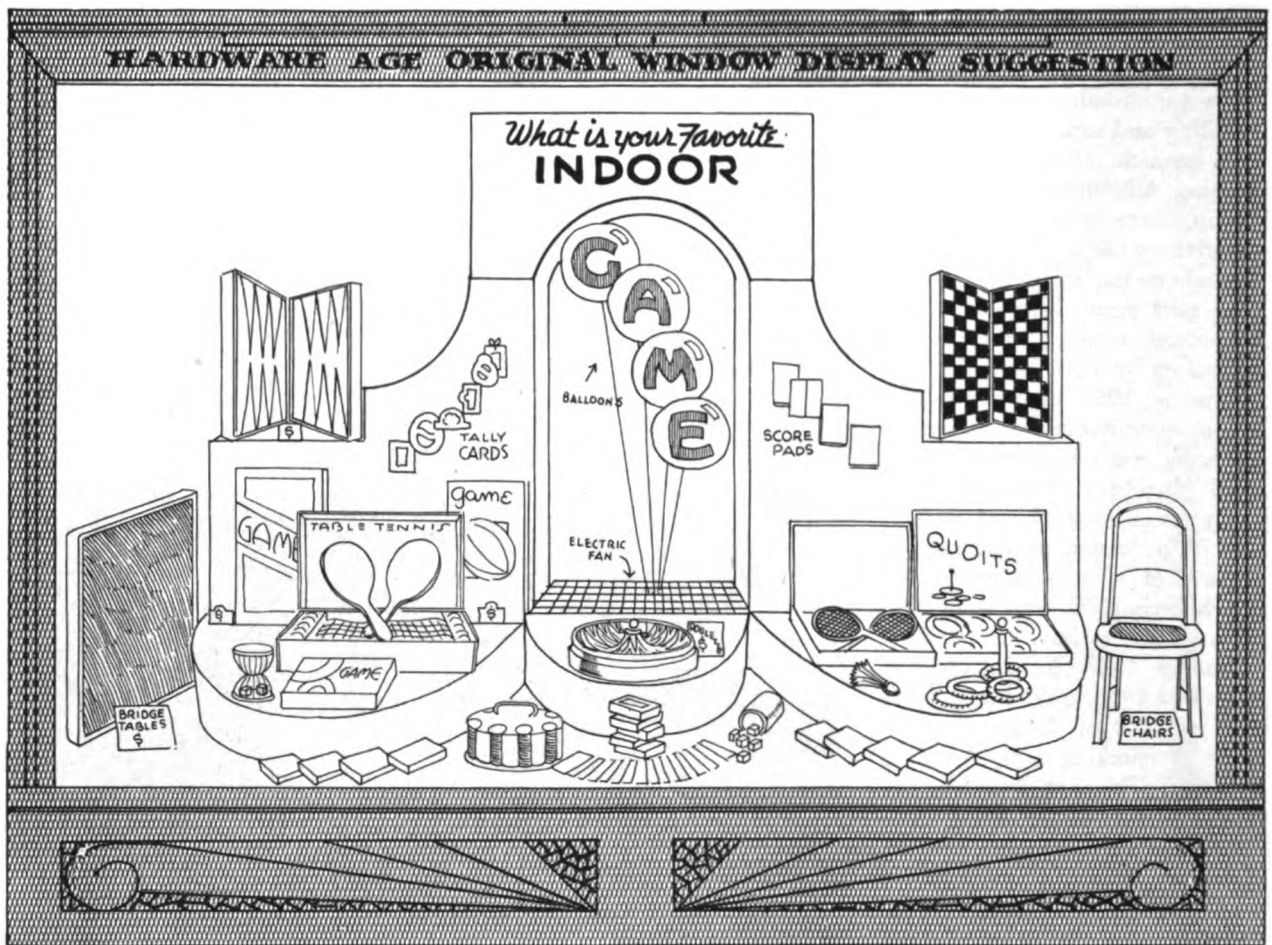 HARDWARE AGE ORIGINAL WINDOW DISPLAY SUGGESTION
What is your Favorite
INDOOR
GAME
BALLOONS
TALLY
CARDS
SCORE
PADS
$
GAME
game
TABLE TENNIS
ELECTRIC
FAN
QUOITS
$
$
ROULETTE
$
GAME
BRIDGE
TABLES
$
BRIDGE
CHAIRS